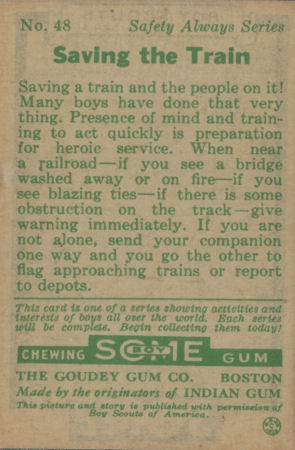 No. 48 Safety Always Series
Saving the Train
Saving a train and the people on it!
Many boys have done that very
thing. Presence of mind and train-
ing to act quickly is preparation
for heroic service. When near
a railroad—if you see a bridge
washed away or on fire—if you
see blazing ties—if there is some
obstruction on the track—give
warning immediately. If you are
not alone, send your companion
one way and you go the other to
flag approaching trains or report
to depots.
This card is one of a series showing activities and
interests of boys all over the world. Each series
will be complete. Begin collecting them today!
CHEWING SOME BOY GUM
THE GOUDEY GUM CO. BOSTON
Made by the originators of INDIAN GUM
This picture and story is published with permission of
Boy Scouts of America.